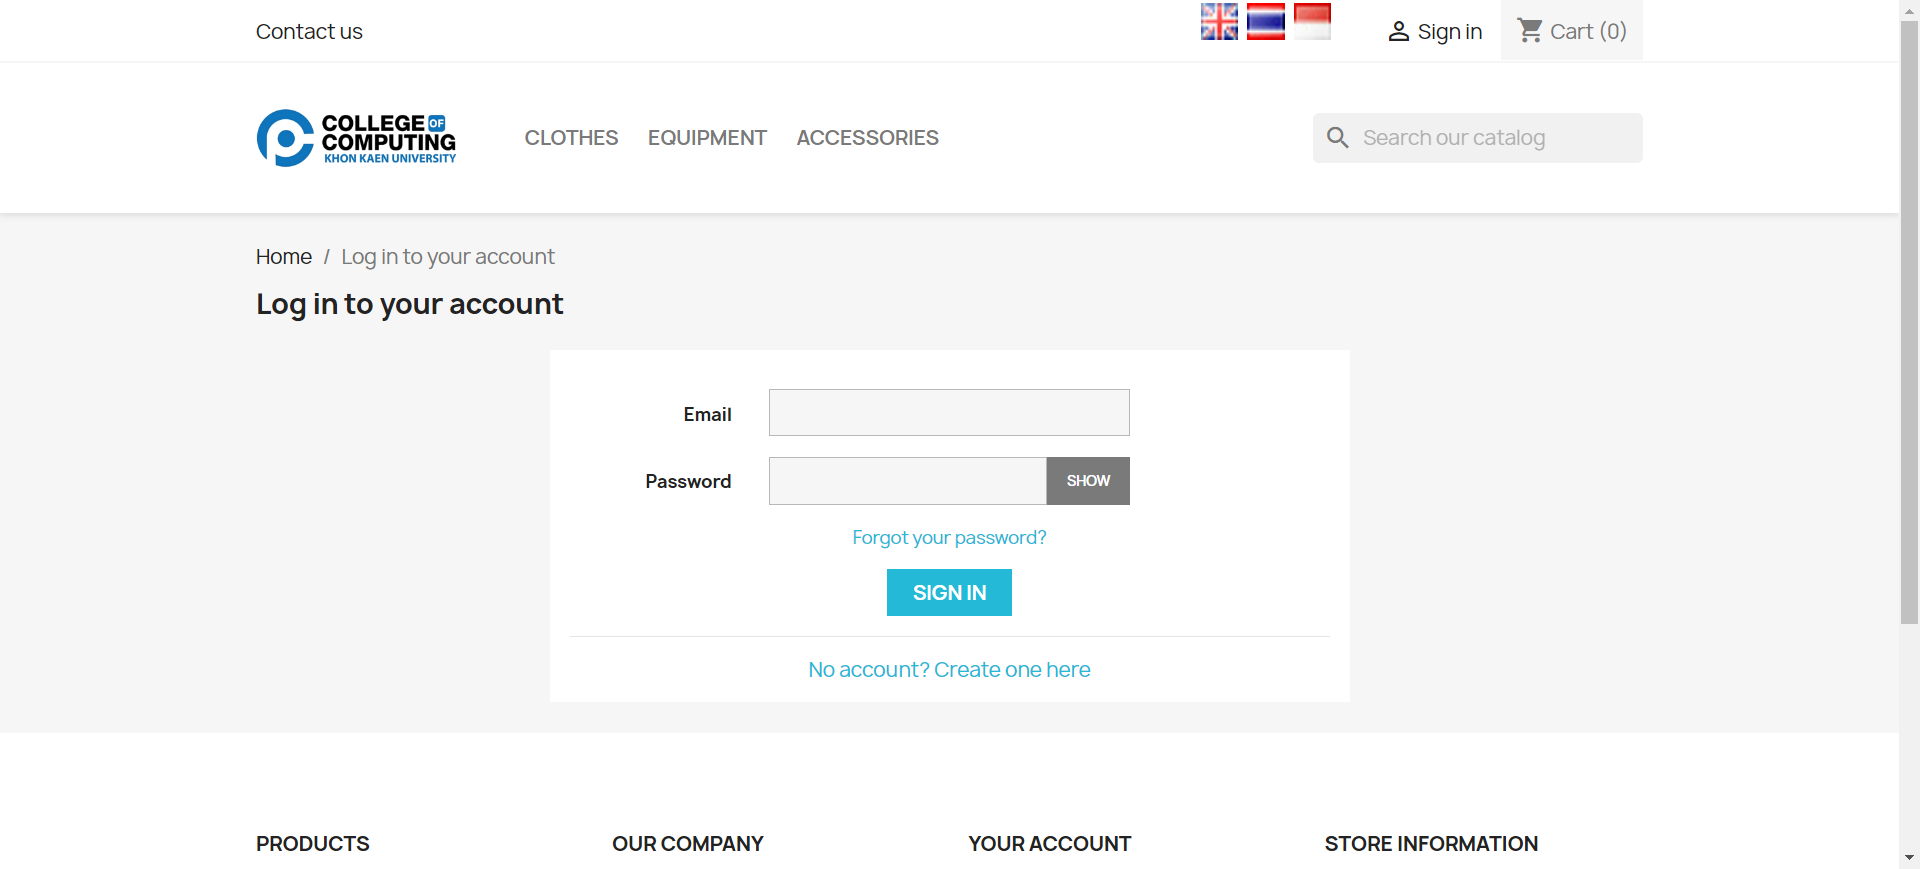 Contact us
Sign in
Cart (0)
COLLEGE OF
COMPUTING
KHON KAEN UNIVERSITY
CLOTHES
EQUIPMENT
ACCESSORIES
Search our catalog
Home / Log in to your account
Log in to your account
Email
Password
SHOW
Forgot your password?
SIGN IN
No account? Create one here
PRODUCTS
OUR COMPANY
YOUR ACCOUNT
STORE INFORMATION